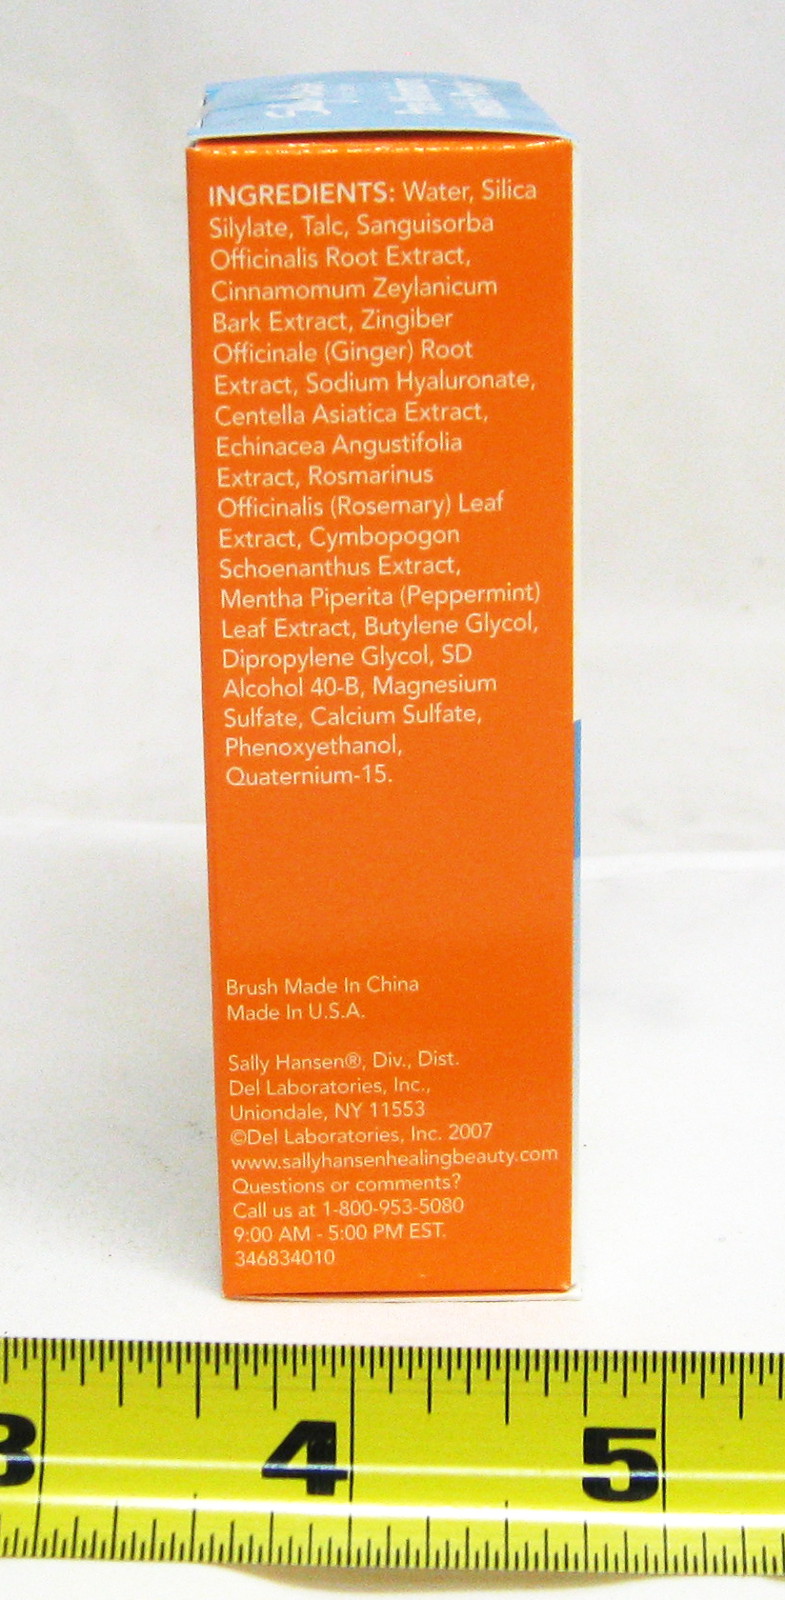 INGREDIENTS: Water, Silica
Silylate, Talc, Sanguisorba
Officinalis Root Extract,
Cinnamomum Zeylanicum
Bark Extract, Zingiber
Officinale (Ginger) Root
Extract, Sodium Hyaluronate,
Centella Asiatica Extract,
Echinacea Angustifolia
Extract, Rosmarinus
Officinalis (Rosemary) Leaf
Extract, Cymbopogon
Schoenanthus Extract,
Mentha Piperita (Peppermint)
Leaf Extract, Butylene Glycol,
Dipropylene Glycol, SD
Alcohol 40-B, Magnesium
Sulfate, Calcium Sulfate,
Phenoxyethanol,
Quaternium-15.
Brush Made In China
Made In U.S.A.
Sally Hansen®, Div., Dist.
Del Laboratories, Inc.,
Uniondale, NY 11553
©Del Laboratories, Inc. 2007
www.sallyhansenhealingbeauty.com
Questions or comments?
Call us at 1-800-953-5080
9:00 AM - 5:00 PM EST.
346834010
3 4 5